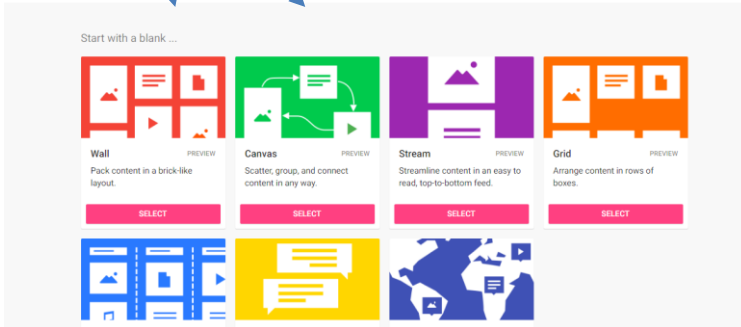 Start with a blank ...
Wall PREVIEW
Pack content in a brick-like
layout.
SELECT
Canvas PREVIEW
Scatter, group, and connect
content in any way.
SELECT
Stream PREVIEW
Streamline content in an easy to
read, top-to-bottom feed.
SELECT
Grid PREVIEW
Arrange content in rows of
boxes.
SELECT